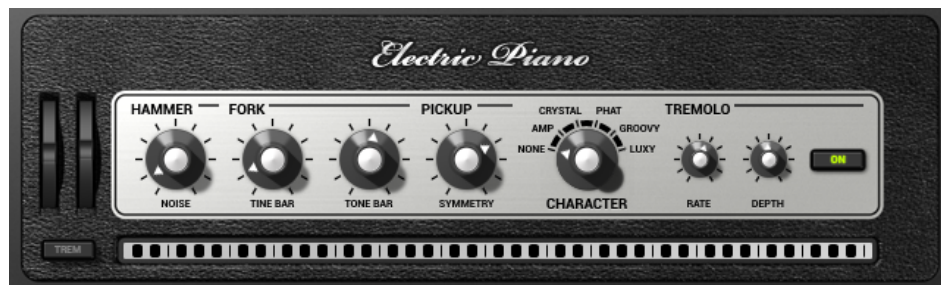 Electric Piano
HAMMER FORK PICKUP CRYSTAL PHAT TREMOLO
AMP GROOVY
NONE LUXY
ON
NOISE TINE BAR TONE BAR SYMMETRY CHARACTER RATE DEPTH
TREM